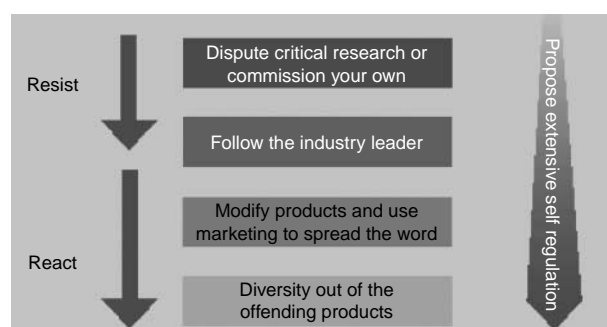 Resist
Dispute critical research or
commission your own
Follow the industry leader
React
Modify products and use
marketing to spread the word
Diversity out of the
offending products
Propose extensive self regulation